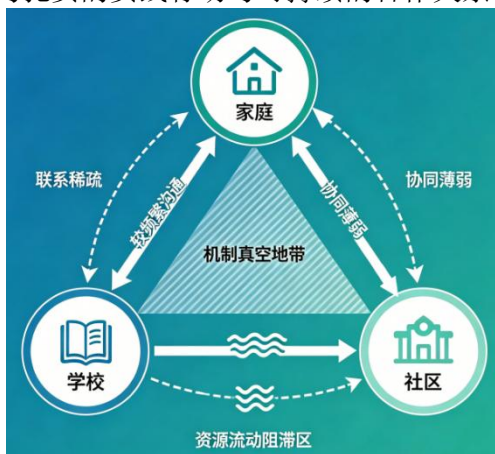 家庭
联系稀疏
较频繁沟通
协同薄弱
协同薄弱
机制真空地带
学校
社区
资源流动阻滞区